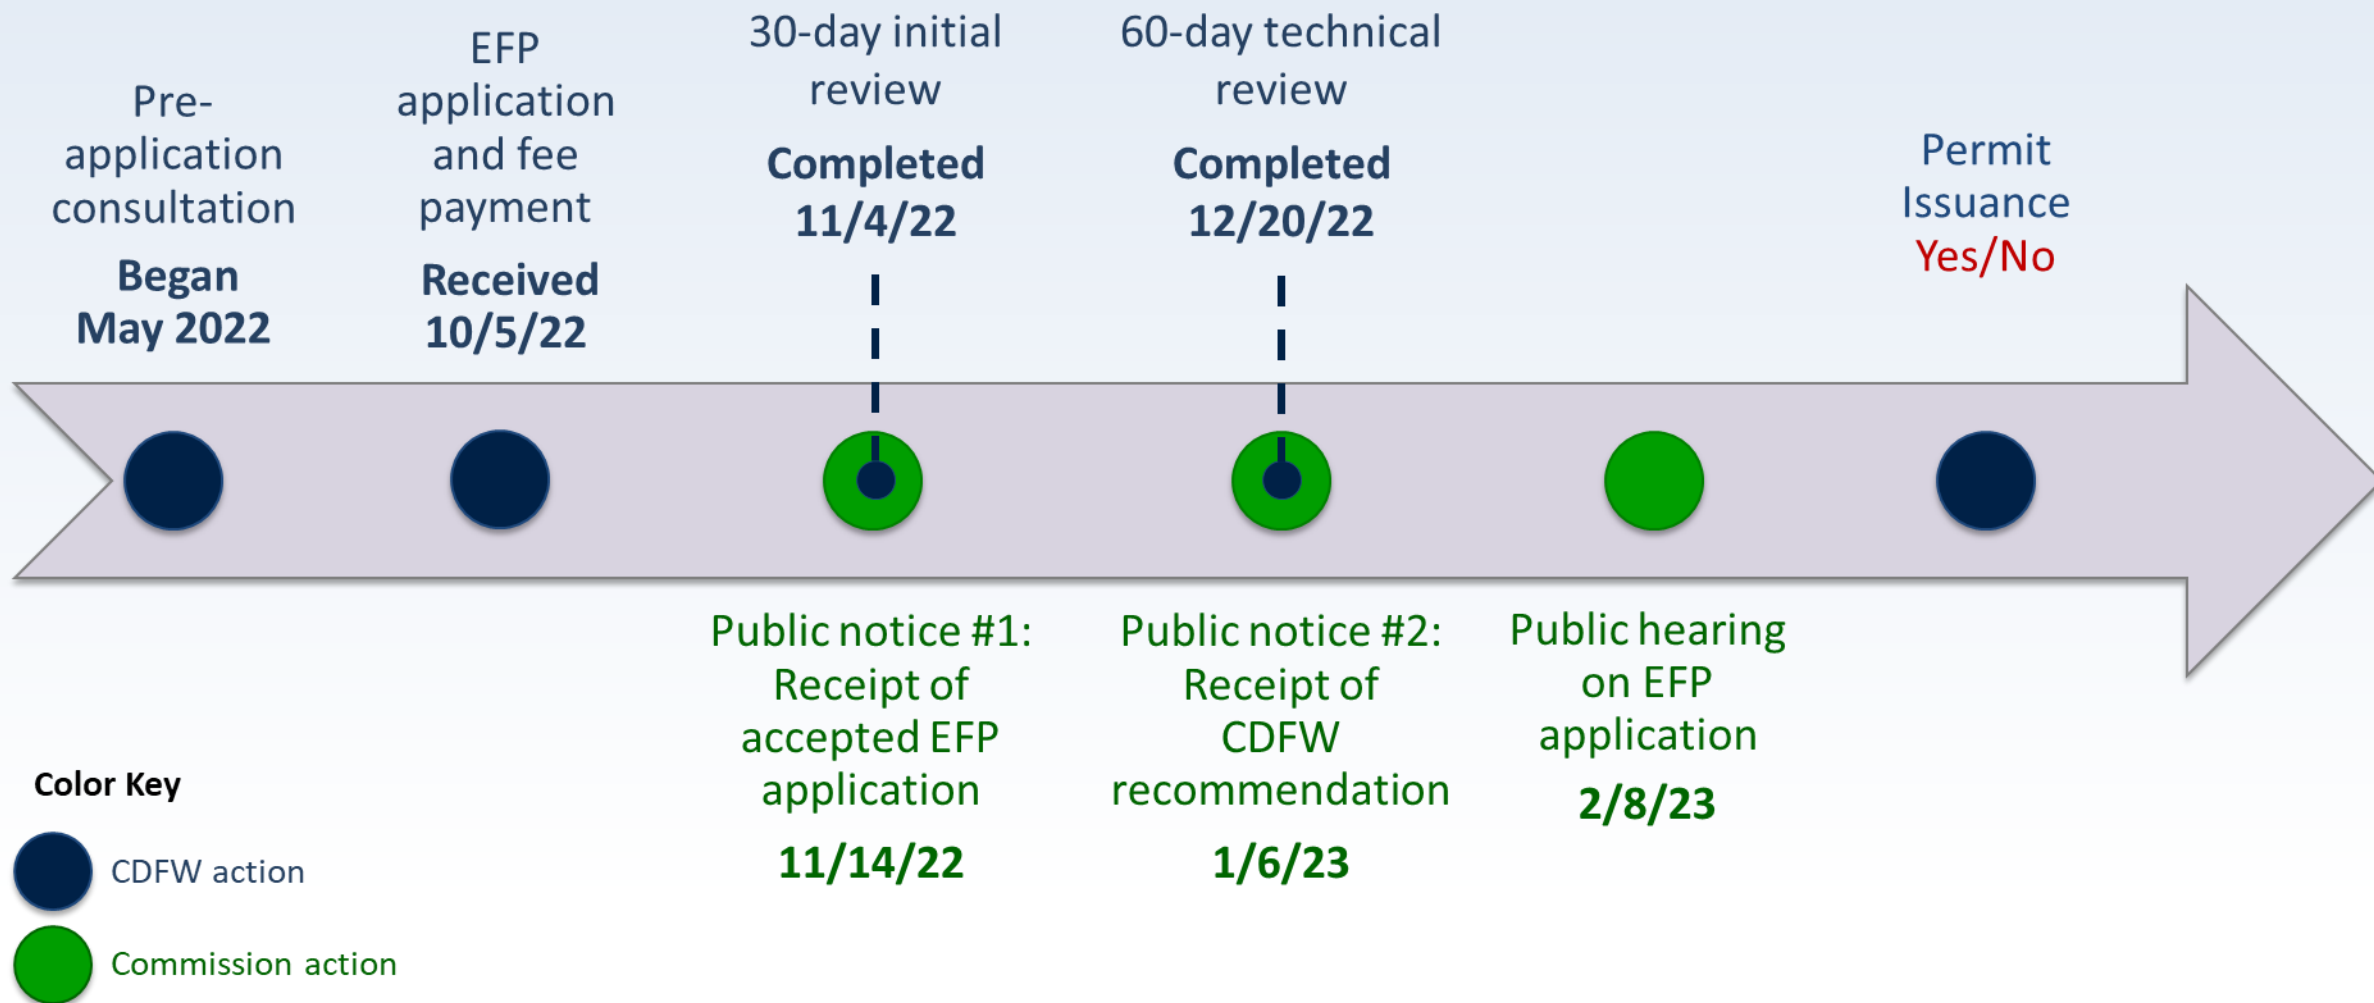 Pre-
application
consultation
Began
May 2022
EFP
application
and fee
payment
Received
10/5/22
30-day initial
review
Completed
11/4/22
60-day technical
review
Completed
12/20/22
Permit
Issuance
Yes/No
Public notice #1:
Receipt of
accepted EFP
application
11/14/22
Public notice #2:
Receipt of
CDFW
recommendation
1/6/23
Public hearing
on EFP
application
2/8/23
Color Key
CDFW action
Commission action